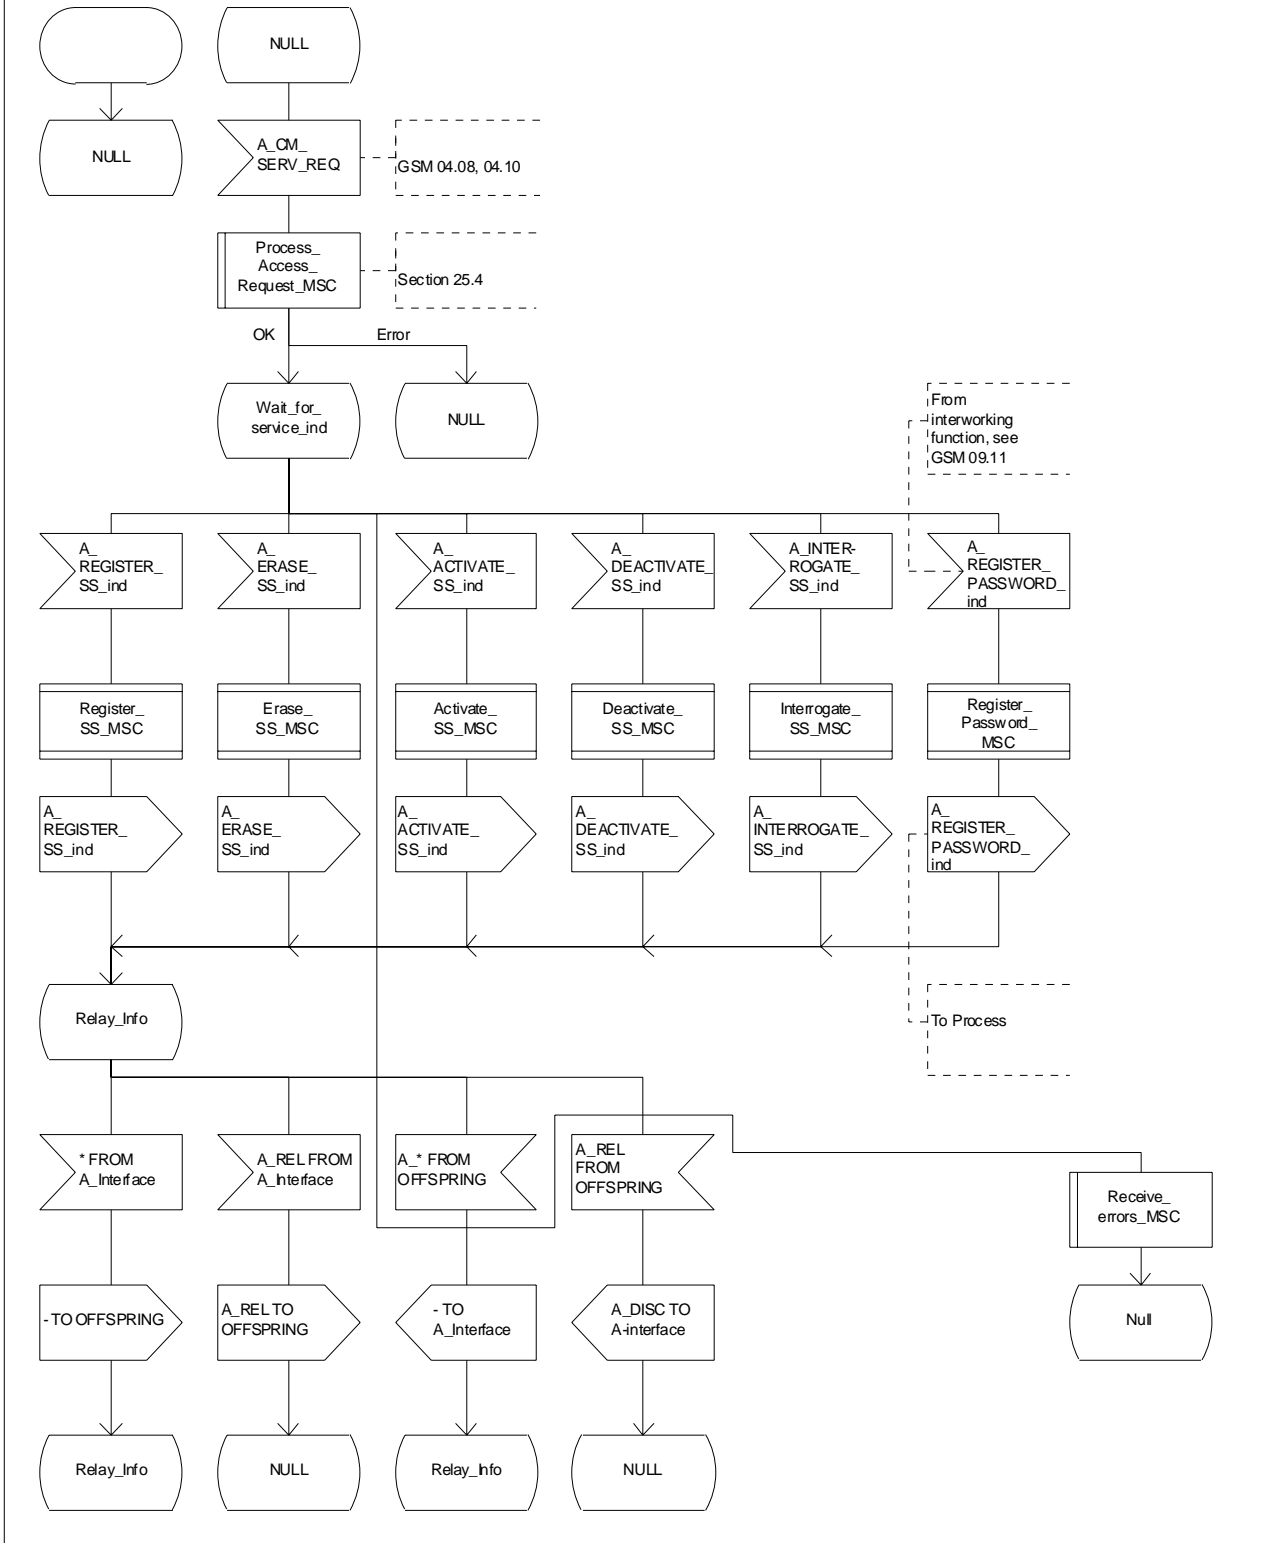 NULL
NULL
A_CM_
SERV_REQ
GSM 04.08, 04.10
Process_
Access_
Request_MSC
Section 25.4
OK
Error
Wait_for_
service_ind
NULL
From
interworking
function, see
GSM 09.11
A_
REGISTER_
SS_ind
A_
ERASE_
SS_ind
A_
ACTIVATE_
SS_ind
A_
DEACTIVATE_
SS_ind
A_INTER-
ROGATE_
SS_ind
A_
REGISTER_
PASSWORD_
ind
Register_
SS_MSC
Erase_
SS_MSC
Activate_
SS_MSC
Deactivate_
SS_MSC
Interrogate_
SS_MSC
Register_
Password_
MSC
A_
REGISTER_
SS_ind
A_
ERASE_
SS_ind
A_
ACTIVATE_
SS_ind
A_
DEACTIVATE_
SS_ind
A_
INTERROGATE_
SS_ind
A_
REGISTER_
PASSWORD_
ind
Relay_Info
To Process
* FROM
A_Interface
A_REL FROM
A_Interface
A_* FROM
OFFSPRING
A_REL
FROM
OFFSPRING
Receive_
errors_MSC
- TO OFFSPRING
A_REL TO
OFFSPRING
- TO
A_Interface
A_DISC TO
A-interface
Null
Relay_Info
NULL
Relay_Info
NULL